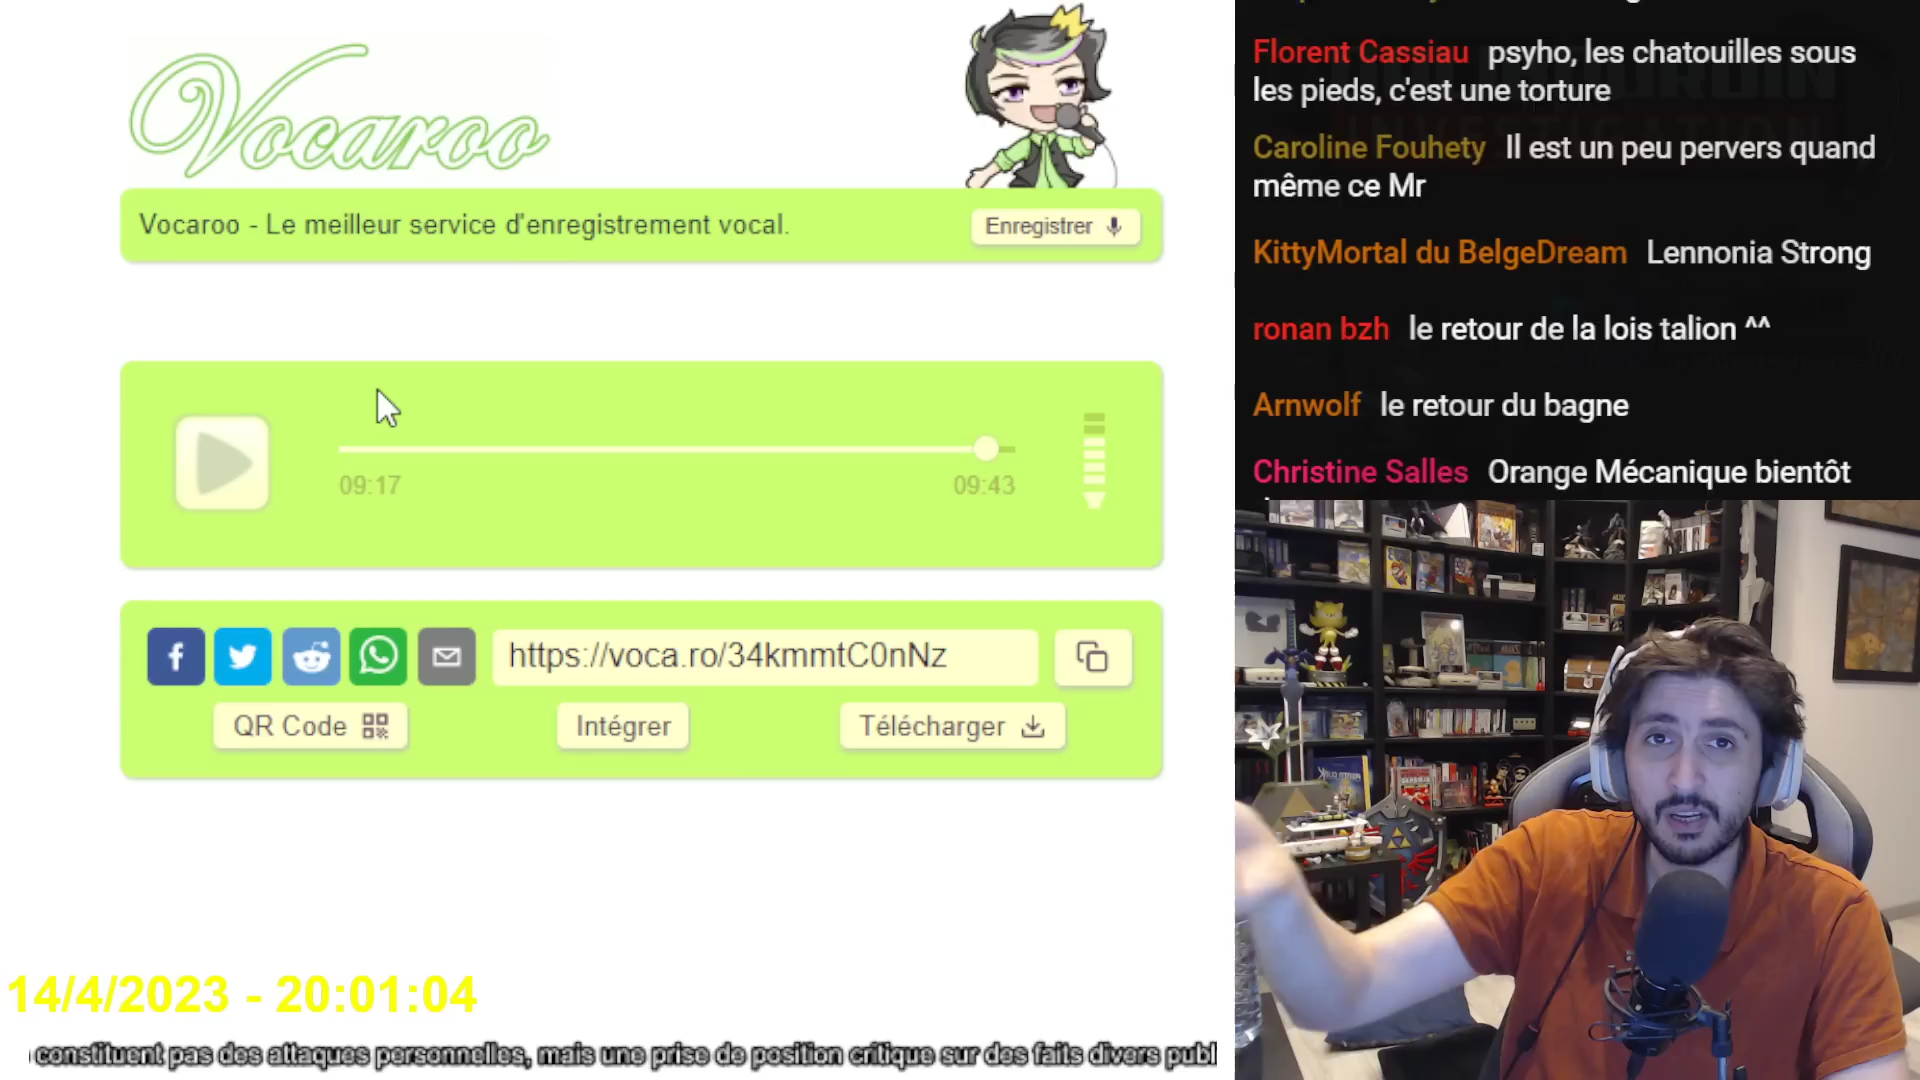 Vocaroo
Vocaroo - Le meilleur service d'enregistrement vocal.
Enregistrer
09:17
09:43
https://voca.ro/34kmmtC0nNz
QR Code
Intégrer
Télécharger
14/4/2023 - 20:01:04
constituent pas des attaques personnelles, mais une prise de position critique sur des faits divers publ
Florent Cassiau psyho, les chatouilles sous
les pieds, c'est une torture
Caroline Fouhety Il est un peu pervers quand
même ce Mr
KittyMortal du BelgeDream Lennonia Strong
ronan bzh le retour de la lois talion ^^
Arnwolf le retour du bagne
Christine Salles Orange Mécanique bientôt